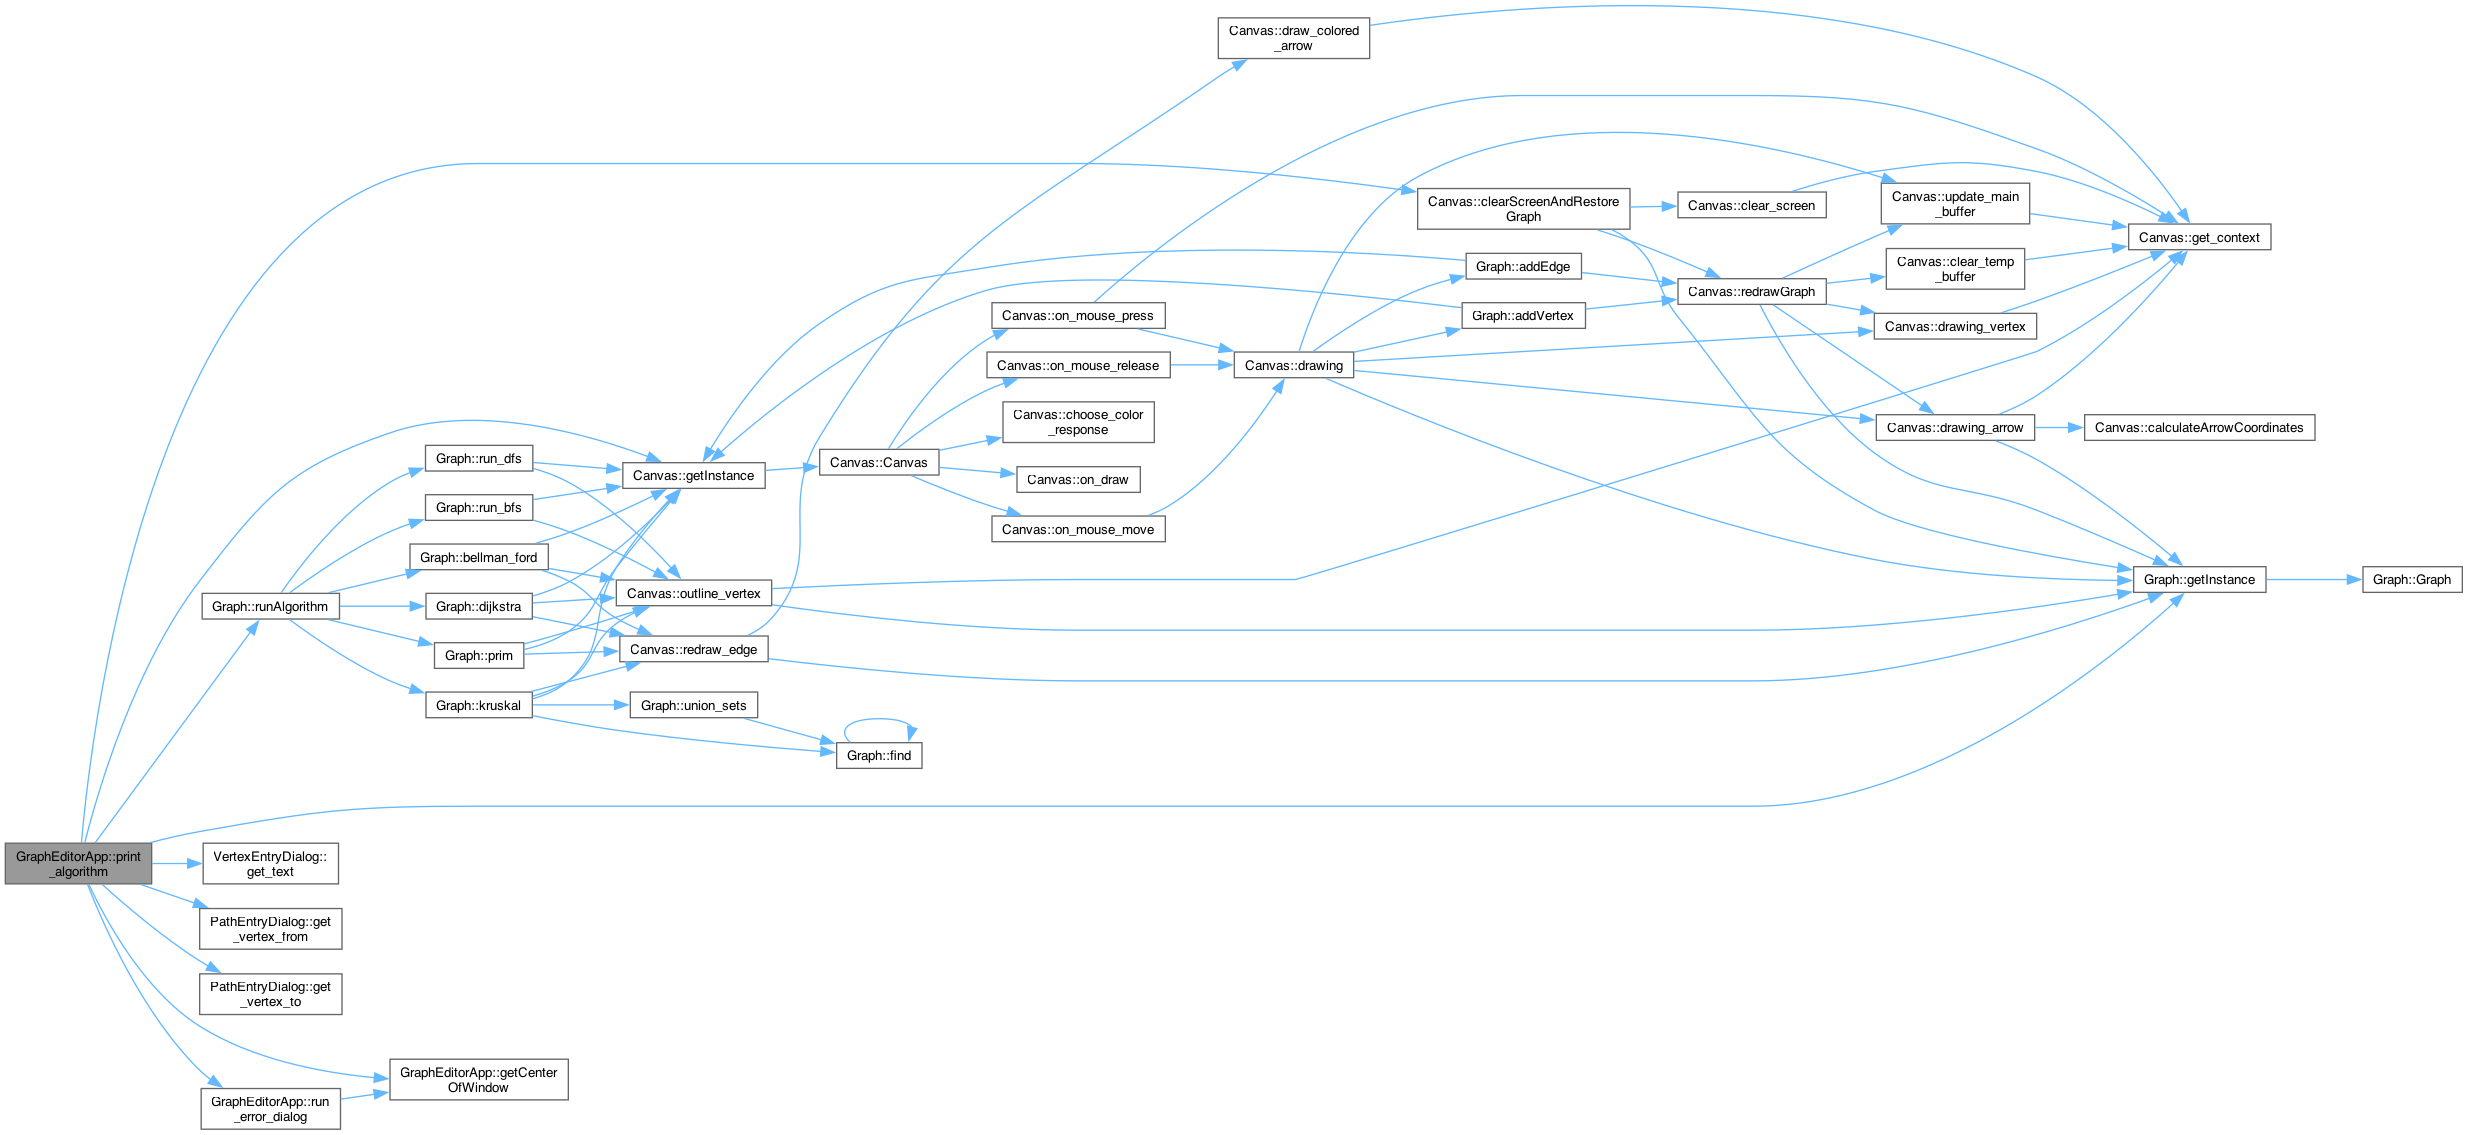 GraphEditorApp::print
_algorithm
Graph::runAlgorithm
VertexEntryDialog::
get_text
PathEntryDialog::get
_vertex_from
PathEntryDialog::get
_vertex_to
GraphEditorApp::run
_error_dialog
GraphEditorApp::getCenter
OfWindow
Graph::run_dfs
Graph::run_bfs
Graph::bellman_ford
Graph::dijkstra
Graph::prim
Graph::kruskal
Canvas::getInstance
Canvas::outline_vertex
Canvas::redraw_edge
Graph::union_sets
Graph::find
Canvas::Canvas
Canvas::on_mouse_press
Canvas::on_mouse_release
Canvas::choose_color
_response
Canvas::on_draw
Canvas::on_mouse_move
Canvas::draw_colored
_arrow
Canvas::drawing
Canvas::clearScreenAndRestore
Graph
Graph::addEdge
Graph::addVertex
Canvas::clear_screen
Canvas::redrawGraph
Canvas::update_main
_buffer
Canvas::clear_temp
_buffer
Canvas::drawing_vertex
Canvas::drawing_arrow
Canvas::get_context
Canvas::calculateArrowCoordinates
Graph::getInstance
Graph::Graph